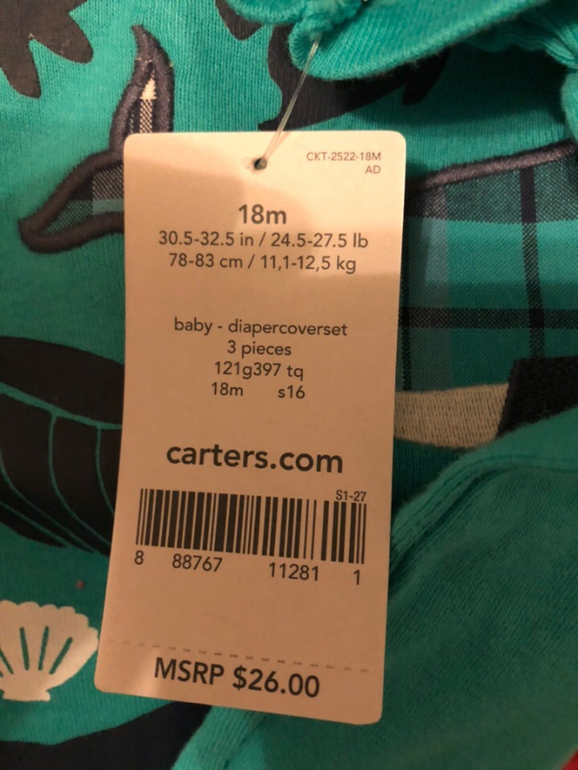 CKT-2522-18M
AD
18m
30.5-32.5 in / 24.5-27.5 lb
78-83 cm / 11,1-12,5 kg
baby - diapercoverset
3 pieces
121g397 tq
18m s16
carters.com
S1-27
8 88767 11281 1
MSRP $26.00